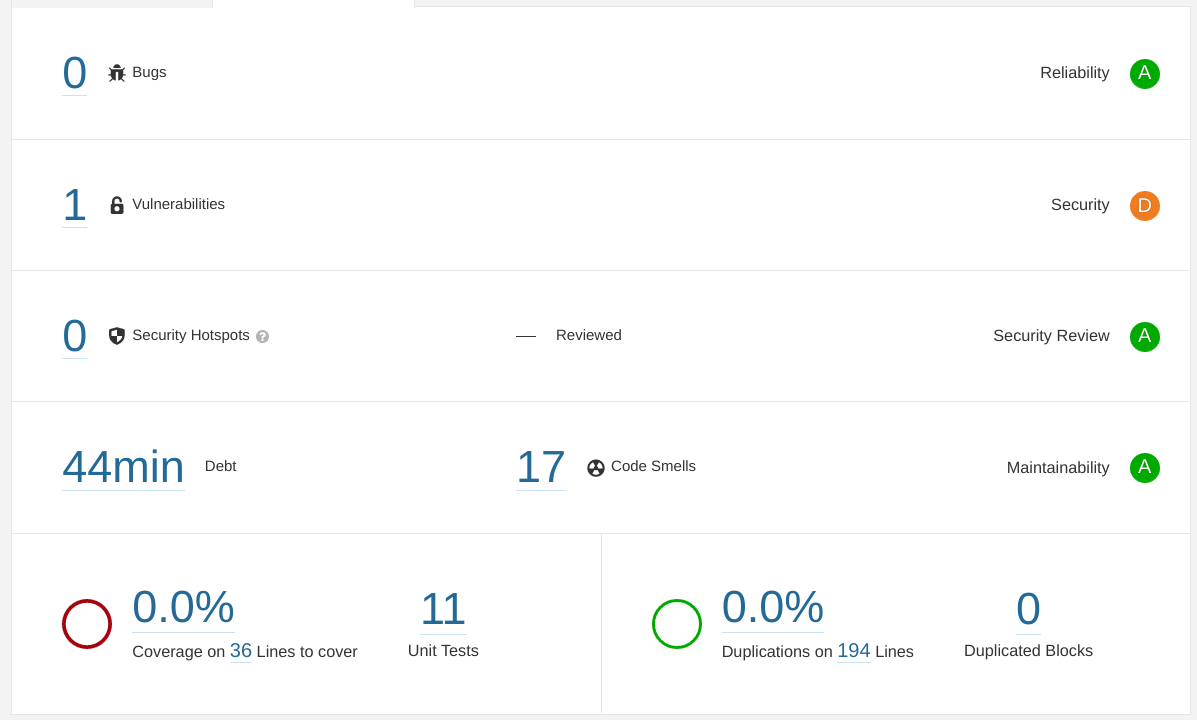 0 Bugs Reliability A
1 Vulnerabilities Security D
0 Security Hotspots ? — Reviewed Security Review A
44min Debt 17 Code Smells Maintainability A
0.0% 11 0.0% 0
Coverage on 36 Lines to cover Unit Tests Duplications on 194 Lines Duplicated Blocks